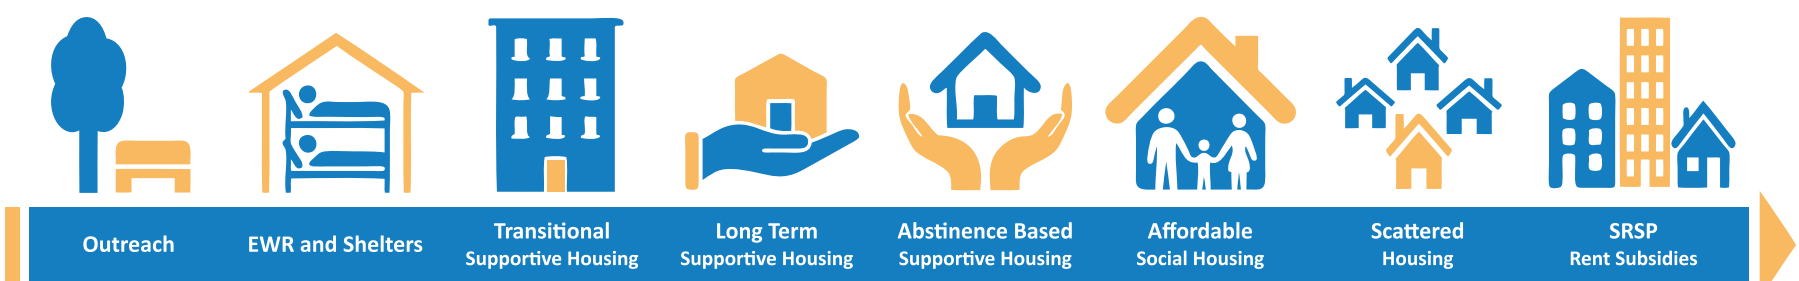 Outreach
EWR and Shelters
Transitional
Supportive Housing
Long Term
Supportive Housing
Abstinence Based
Supportive Housing
Affordable
Social Housing
Scattered
Housing
SRSP
Rent Subsidies